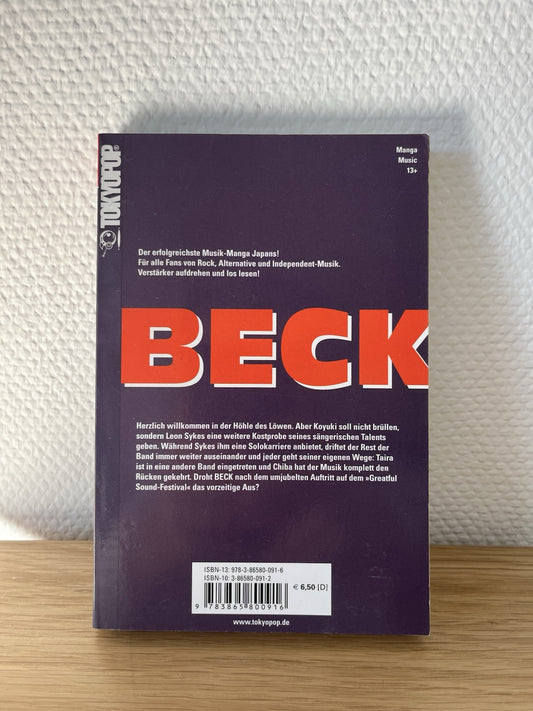 TOKYOPOP®
Manga
Music
13+
Der erfolgreichste Musik-Manga Japans!
Für alle Fans von Rock, Alternative und Independent-Musik.
Verstärker aufdrehen und los lesen!
BECK
Herzlich willkommen in der Höhle des Löwen. Aber Koyuki soll nicht brüllen,
sondern Leon Sykes eine weitere Kostprobe seines sängerischen Talents
geben. Während Sykes ihm eine Solokarriere anbietet, driftet der Rest der
Band immer weiter auseinander und jeder geht seiner eigenen Wege: Taira
ist in eine andere Band eingetreten und Chiba hat der Musik komplett den
Rücken gekehrt. Droht BECK nach dem umjubelten Auftritt auf dem »Greatful
Sound-Festival« das vorzeitige Aus?
ISBN-13: 978-3-86580-091-6
ISBN-10: 3-86580-091-2
€ 6,50 [D]
9 783865 800916
www.tokyopop.de